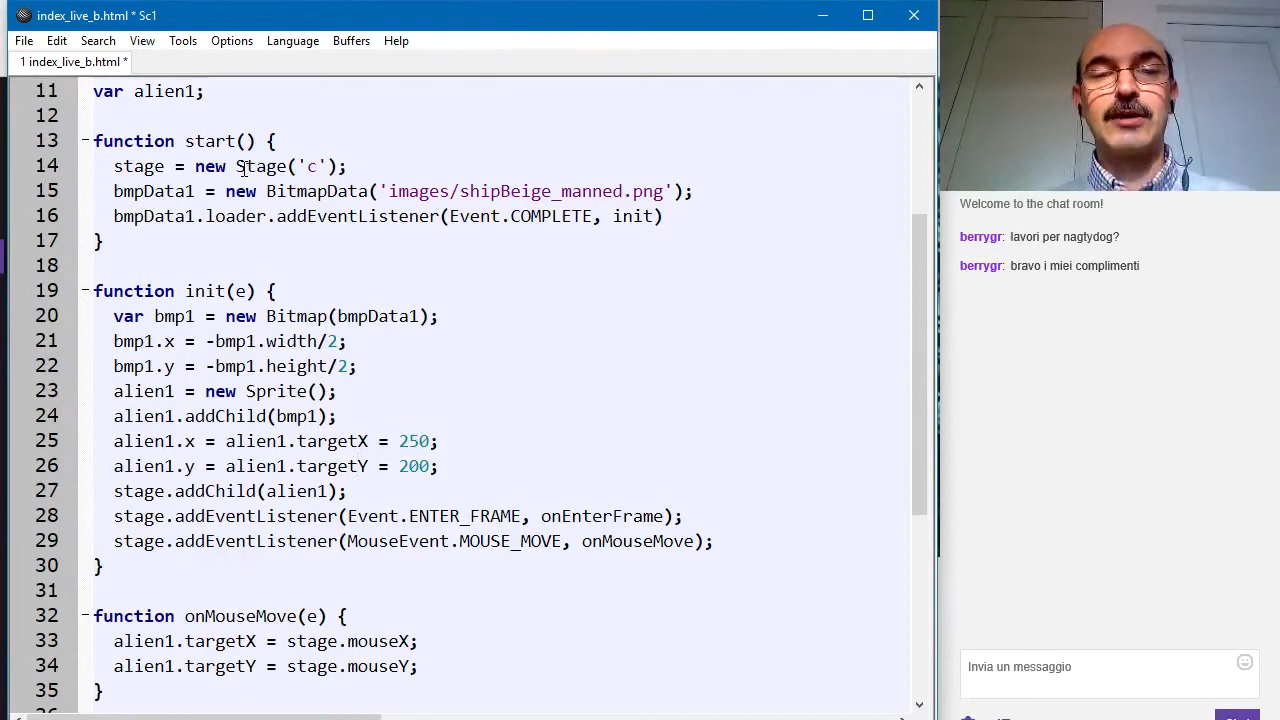 index_live_b.html * Sc1
File Edit Search View Tools Options Language Buffers Help
1 index_live_b.html *
11 var alien1;
12
13 function start() {
14 stage = new Stage('c');
15 bmpData1 = new BitmapData('images/shipBeige_manned.png');
16 bmpData1.loader.addEventListener(Event.COMPLETE, init)
17 }
18
19 function init(e) {
20 var bmp1 = new Bitmap(bmpData1);
21 bmp1.x = -bmp1.width/2;
22 bmp1.y = -bmp1.height/2;
23 alien1 = new Sprite();
24 alien1.addChild(bmp1);
25 alien1.x = alien1.targetX = 250;
26 alien1.y = alien1.targetY = 200;
27 stage.addChild(alien1);
28 stage.addEventListener(Event.ENTER_FRAME, onEnterFrame);
29 stage.addEventListener(MouseEvent.MOUSE_MOVE, onMouseMove);
30 }
31
32 function onMouseMove(e) {
33 alien1.targetX = stage.mouseX;
34 alien1.targetY = stage.mouseY;
35 }
Welcome to the chat room!
berrygr: lavori per nagtydog?
berrygr: bravo i miei complimenti
Invia un messaggio